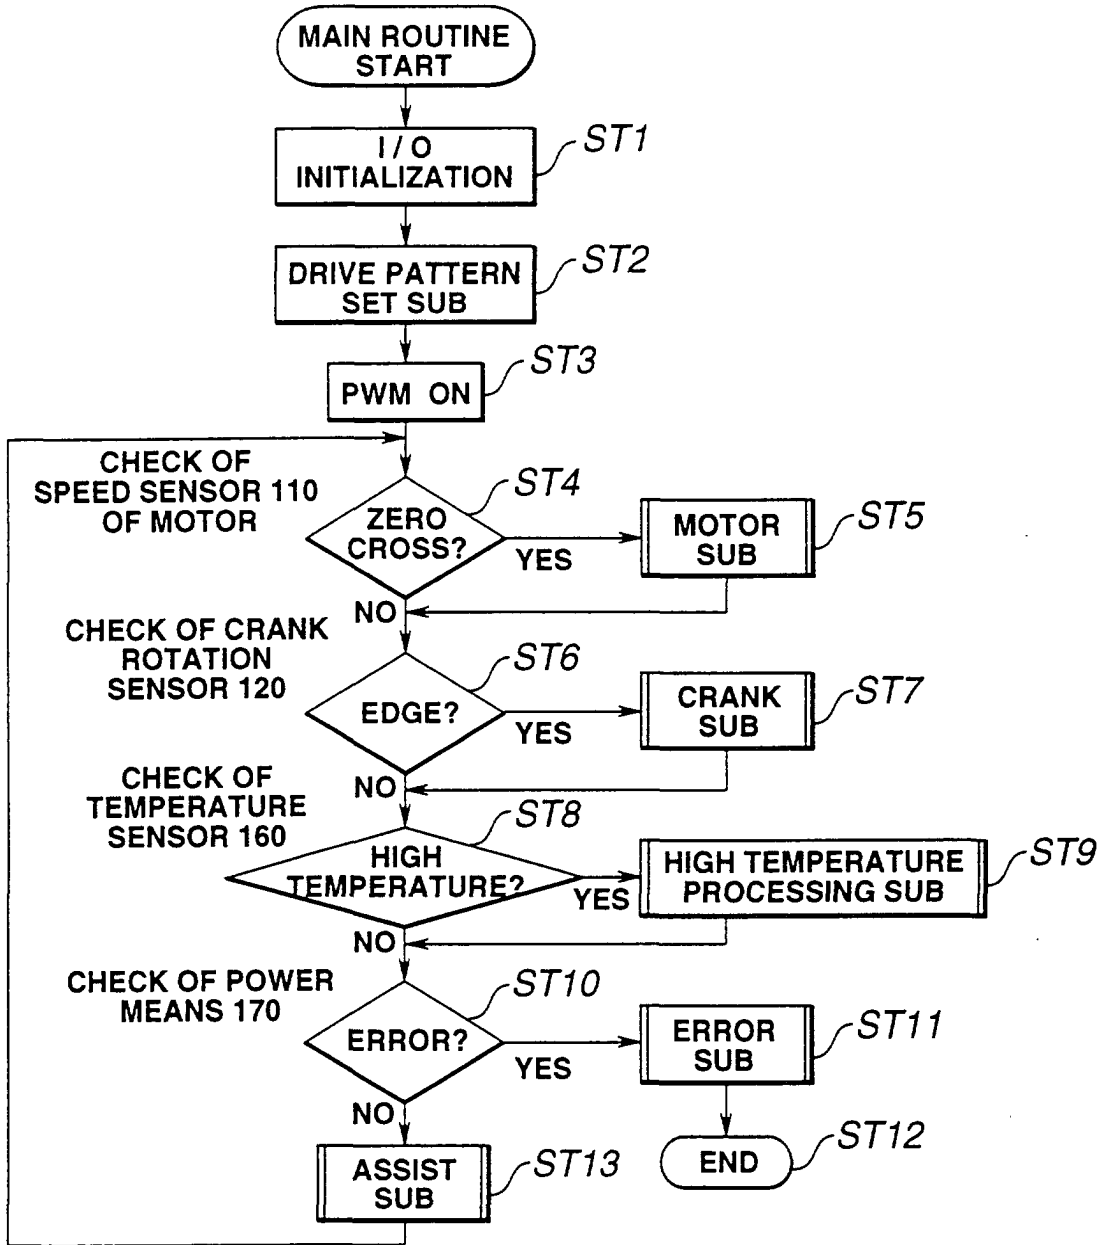 MAIN ROUTINE
START
I / O
INITIALIZATION
ST1
DRIVE PATTERN
SET SUB
ST2
PWM ON
ST3
CHECK OF
SPEED SENSOR 110
OF MOTOR
ZERO
CROSS?
ST4
YES
MOTOR
SUB
ST5
NO
CHECK OF CRANK
ROTATION
SENSOR 120
EDGE?
ST6
YES
CRANK
SUB
ST7
NO
CHECK OF
TEMPERATURE
SENSOR 160
HIGH
TEMPERATURE?
ST8
YES
HIGH TEMPERATURE
PROCESSING SUB
ST9
NO
CHECK OF POWER
MEANS 170
ERROR?
ST10
YES
ERROR
SUB
ST11
NO
END
ST12
ASSIST
SUB
ST13